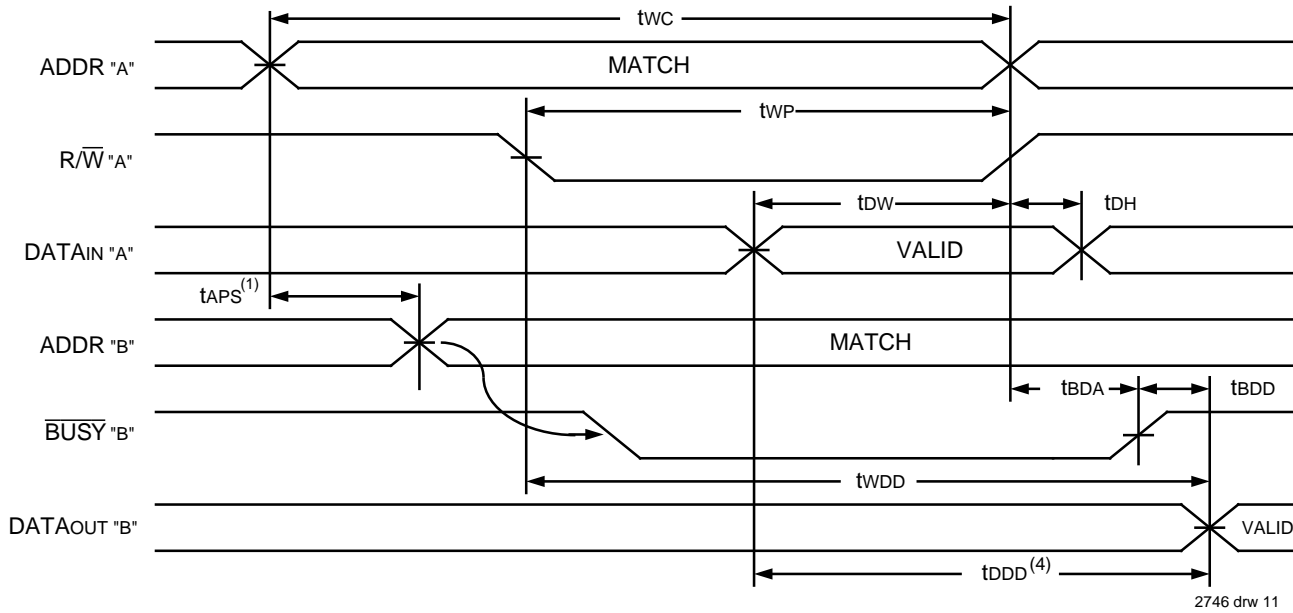 tWC
ADDR "A"
MATCH
tWP
R/W̅ "A"
tDW
tDH
DATAIN "A"
VALID
tAPS(1)
ADDR "B"
MATCH
tBDA
tBDD
B̅U̅S̅Y̅ "B"
tWDD
DATAOUT "B"
VALID
tDDD(4)
2746 drw 11